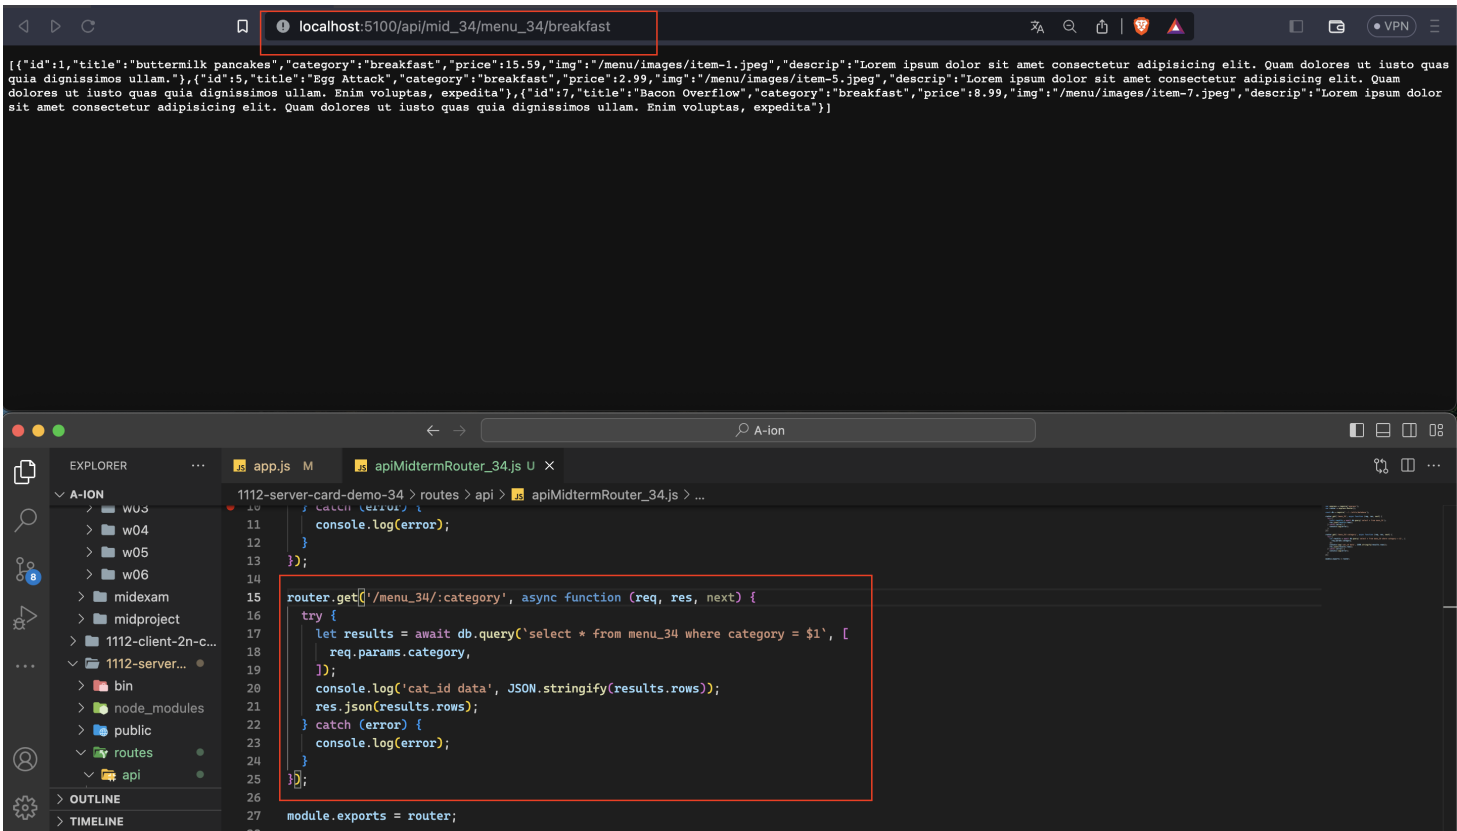 localhost:5100/api/mid_34/menu_34/breakfast
VPN
[{"id":1,"title":"buttermilk pancakes","category":"breakfast","price":15.59,"img":"/menu/images/item-1.jpeg","descrip":"Lorem ipsum dolor sit amet consectetur adipisicing elit. Quam dolores ut iusto quas
quia dignissimos ullam."},{"id":5,"title":"Egg Attack","category":"breakfast","price":2.99,"img":"/menu/images/item-5.jpeg","descrip":"Lorem ipsum dolor sit amet consectetur adipisicing elit. Quam
dolores ut iusto quas quia dignissimos ullam. Enim voluptas, expedita"},{"id":7,"title":"Bacon Overflow","category":"breakfast","price":8.99,"img":"/menu/images/item-7.jpeg","descrip":"Lorem ipsum dolor
sit amet consectetur adipisicing elit. Quam dolores ut iusto quas quia dignissimos ullam. Enim voluptas, expedita"}]
A-ion
EXPLORER
A-ION
w03
w04
w05
w06
midexam
midproject
1112-client-2n-c...
1112-server...
bin
node_modules
public
routes
api
OUTLINE
TIMELINE
8
JS app.js M
JS apiMidtermRouter_34.js U
1112-server-card-demo-34 > routes > api > JS apiMidtermRouter_34.js > ...
10 } catch (error) {
11 console.log(error);
12 }
13 });
14
15 router.get('/menu_34/:category', async function (req, res, next) {
16 try {
17 let results = await db.query(`select * from menu_34 where category = $1`, [
18 req.params.category,
19 ]);
20 console.log('cat_id data', JSON.stringify(results.rows));
21 res.json(results.rows);
22 } catch (error) {
23 console.log(error);
24 }
25 });
26
27 module.exports = router;